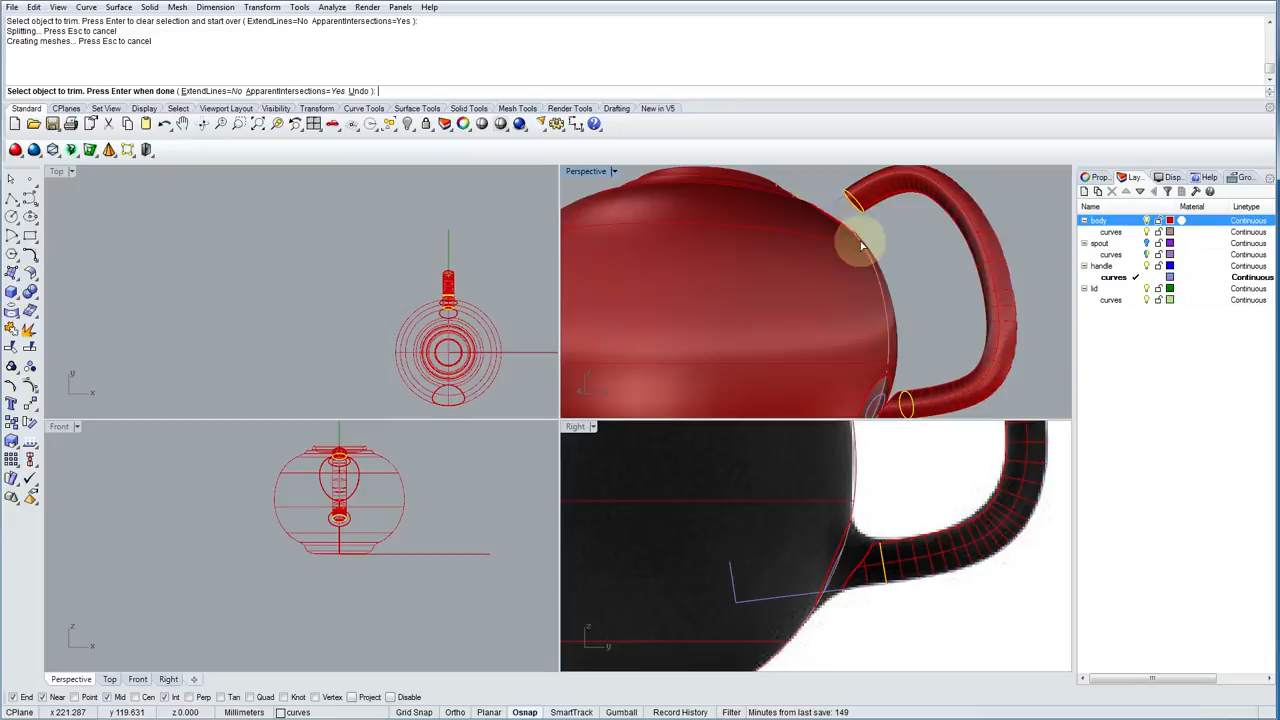 File Edit View Curve Surface Solid Mesh Dimension Transform Tools Analyze Render Panels Help
Select object to trim. Press Enter to clear selection and start over ( ExtendLines=No ApparentIntersections=Yes ):
Splitting... Press Esc to cancel
Creating meshes... Press Esc to cancel
Select object to trim. Press Enter when done ( ExtendLines=No ApparentIntersections=Yes Undo ):
Standard CPlanes Set View Display Select Viewport Layout Visibility Transform Curve Tools Surface Tools Solid Tools Mesh Tools Render Tools Drafting New in V5
Top Perspective
Prop... Lay... Disp... Help Gro...
Name Material Linetype
body Continuous
curves Continuous
spout Continuous
curves Continuous
handle Continuous
curves Continuous
lid Continuous
curves Continuous
y
x
Front Right
z
x
z
y
Perspective Top Front Right
End Near Point Mid Cen Int Perp Tan Quad Knot Vertex Project Disable
CPlane x 221.287 y 119.631 z 0.000 Millimeters curves Grid Snap Ortho Planar Osnap SmartTrack Gumball Record History Filter Minutes from last save: 149